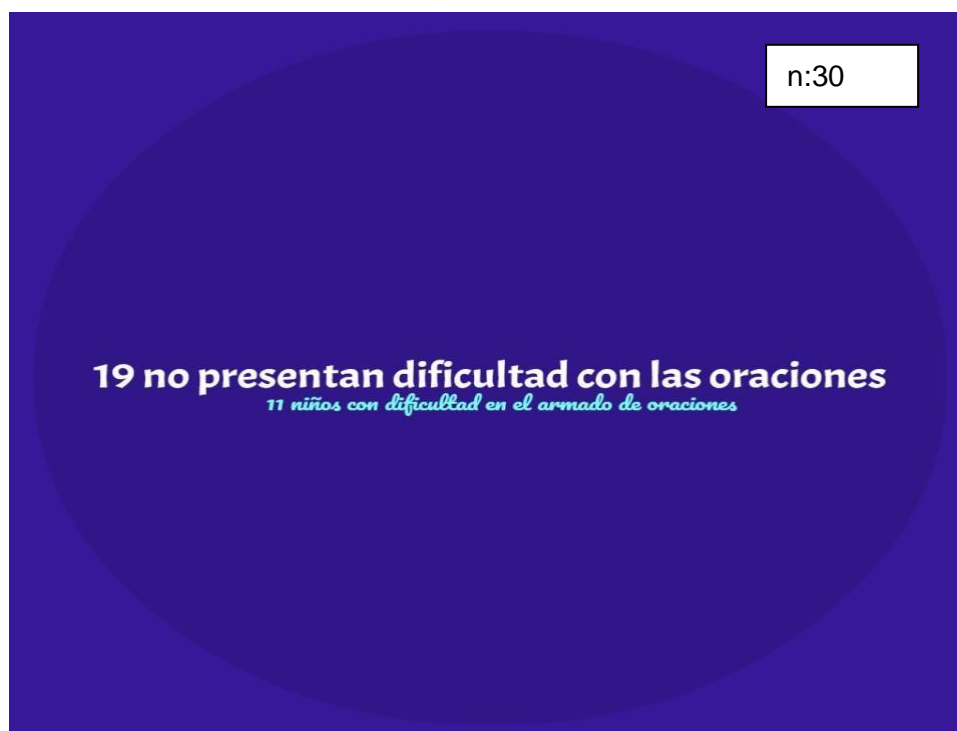 n:30
19 no presentan dificultad con las oraciones
11 niños con dificultad en el armado de oraciones